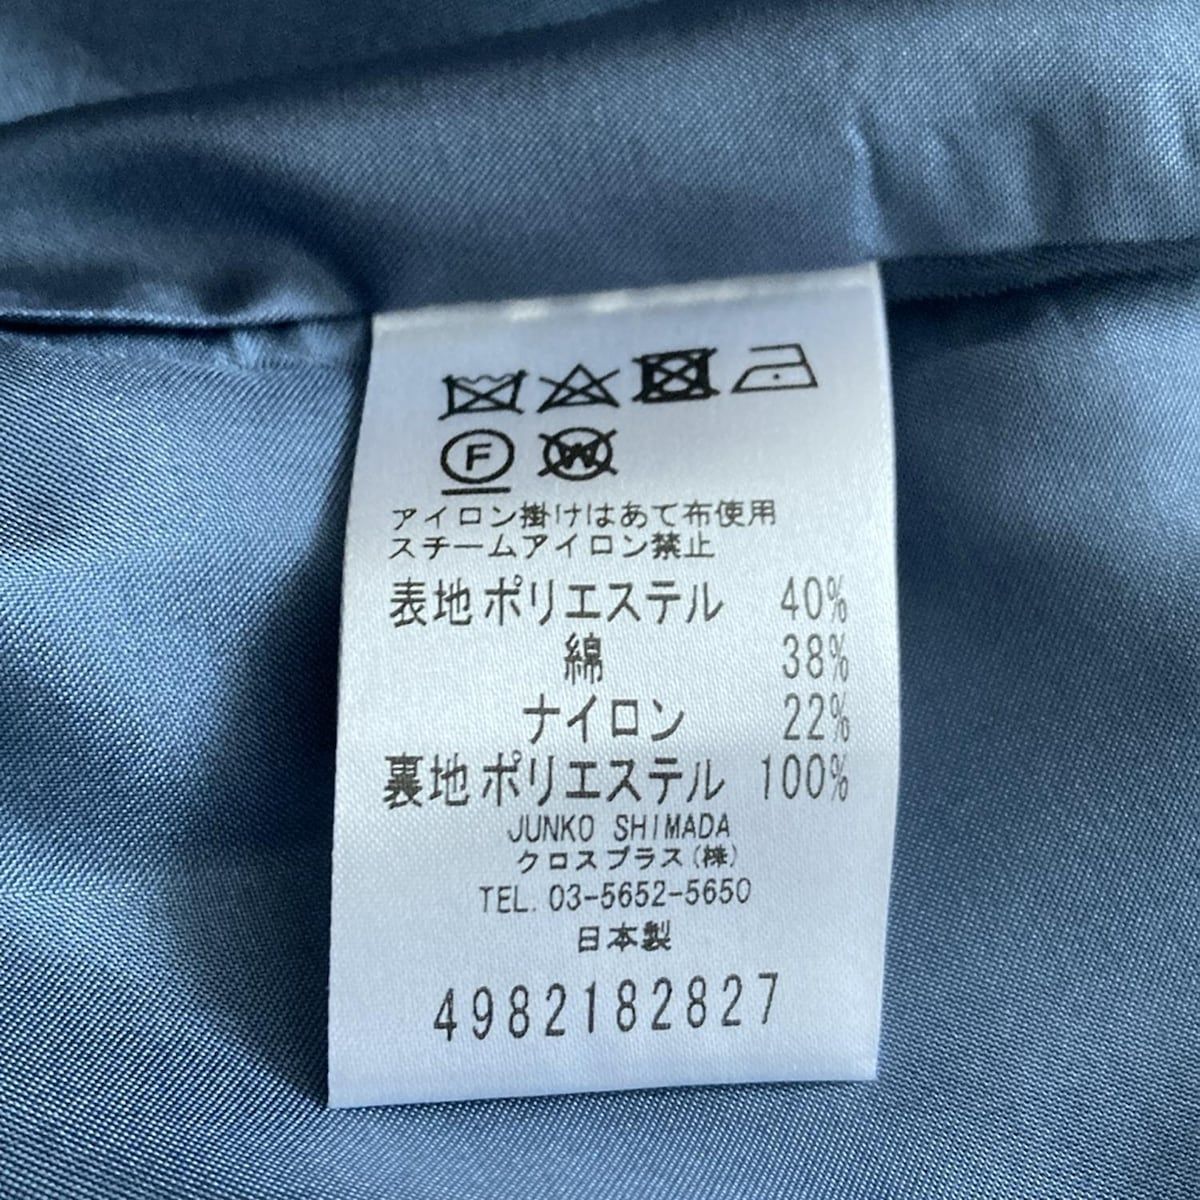 F W
アイロン掛けはあて布使用
スチームアイロン禁止
表地 ポリエステル 40%
綿 38%
ナイロン 22%
裏地 ポリエステル 100%
JUNKO SHIMADA
クロスプラス(株)
TEL. 03-5652-5650
日本製
4982182827